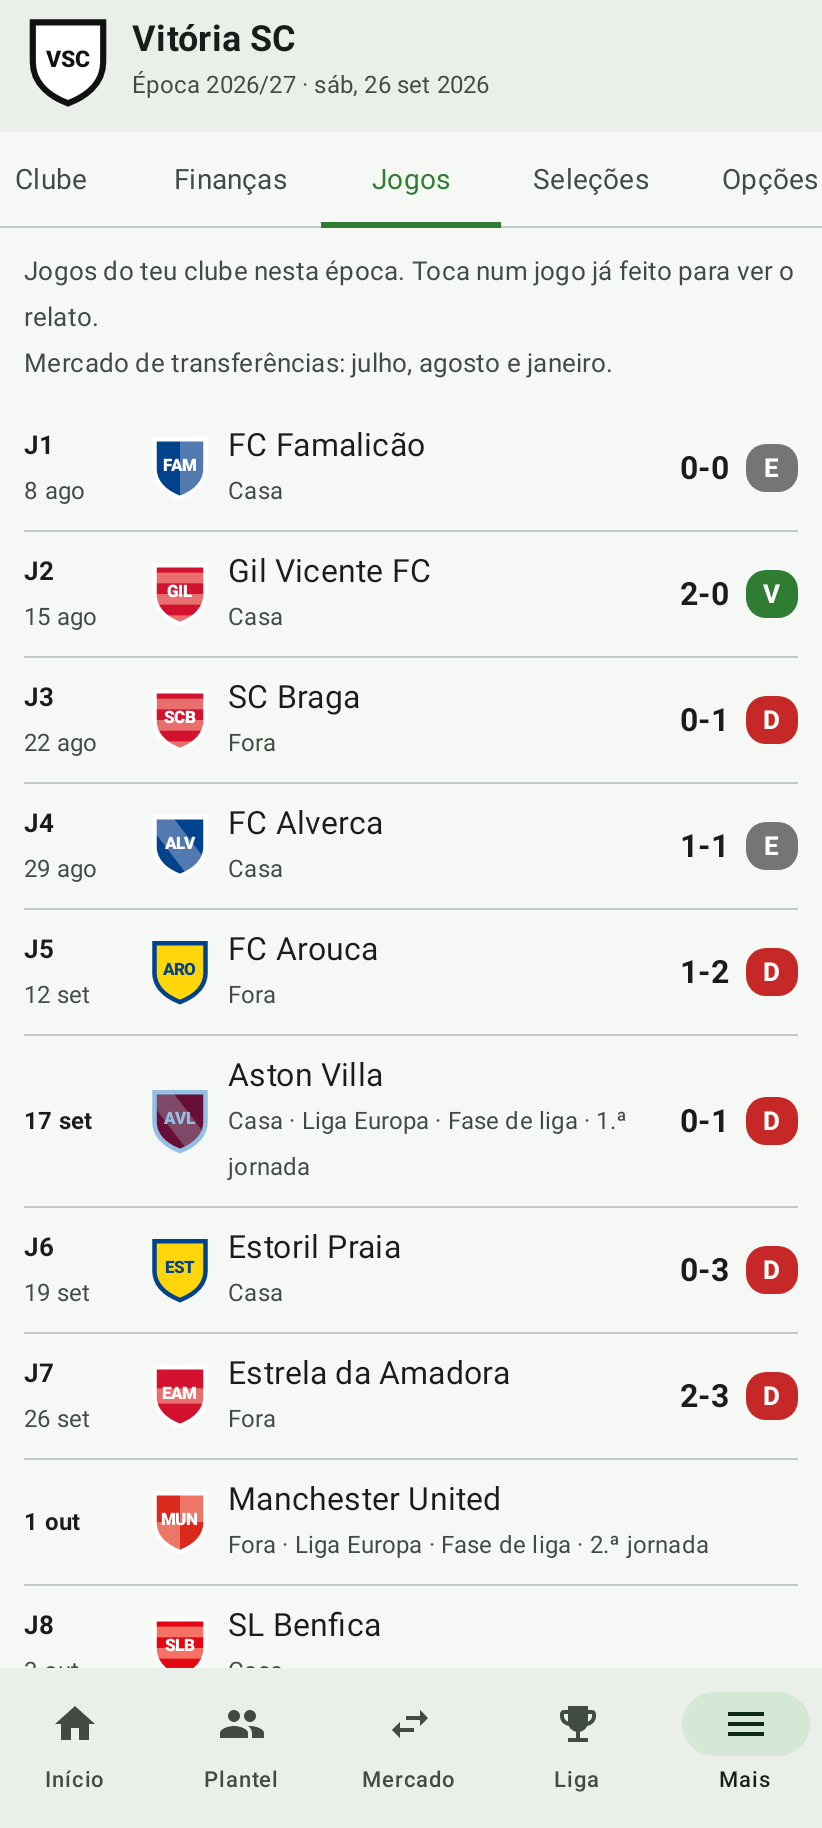 VSC
Vitória SC
Época 2026/27 · sáb, 26 set 2026
Clube Finanças Jogos Seleções Opções
Jogos do teu clube nesta época. Toca num jogo já feito para ver o
relato.
Mercado de transferências: julho, agosto e janeiro.
J1 FAM FC Famalicão 0-0 E
8 ago Casa
J2 GIL Gil Vicente FC 2-0 V
15 ago Casa
J3 SCB SC Braga 0-1 D
22 ago Fora
J4 ALV FC Alverca 1-1 E
29 ago Casa
J5 ARO FC Arouca 1-2 D
12 set Fora
Aston Villa
17 set AVL Casa · Liga Europa · Fase de liga · 1.ª 0-1 D
jornada
J6 EST Estoril Praia 0-3 D
19 set Casa
J7 EAM Estrela da Amadora 2-3 D
26 set Fora
Manchester United
1 out MUN Fora · Liga Europa · Fase de liga · 2.ª jornada
J8 SLB SL Benfica
Início Plantel Mercado Liga Mais